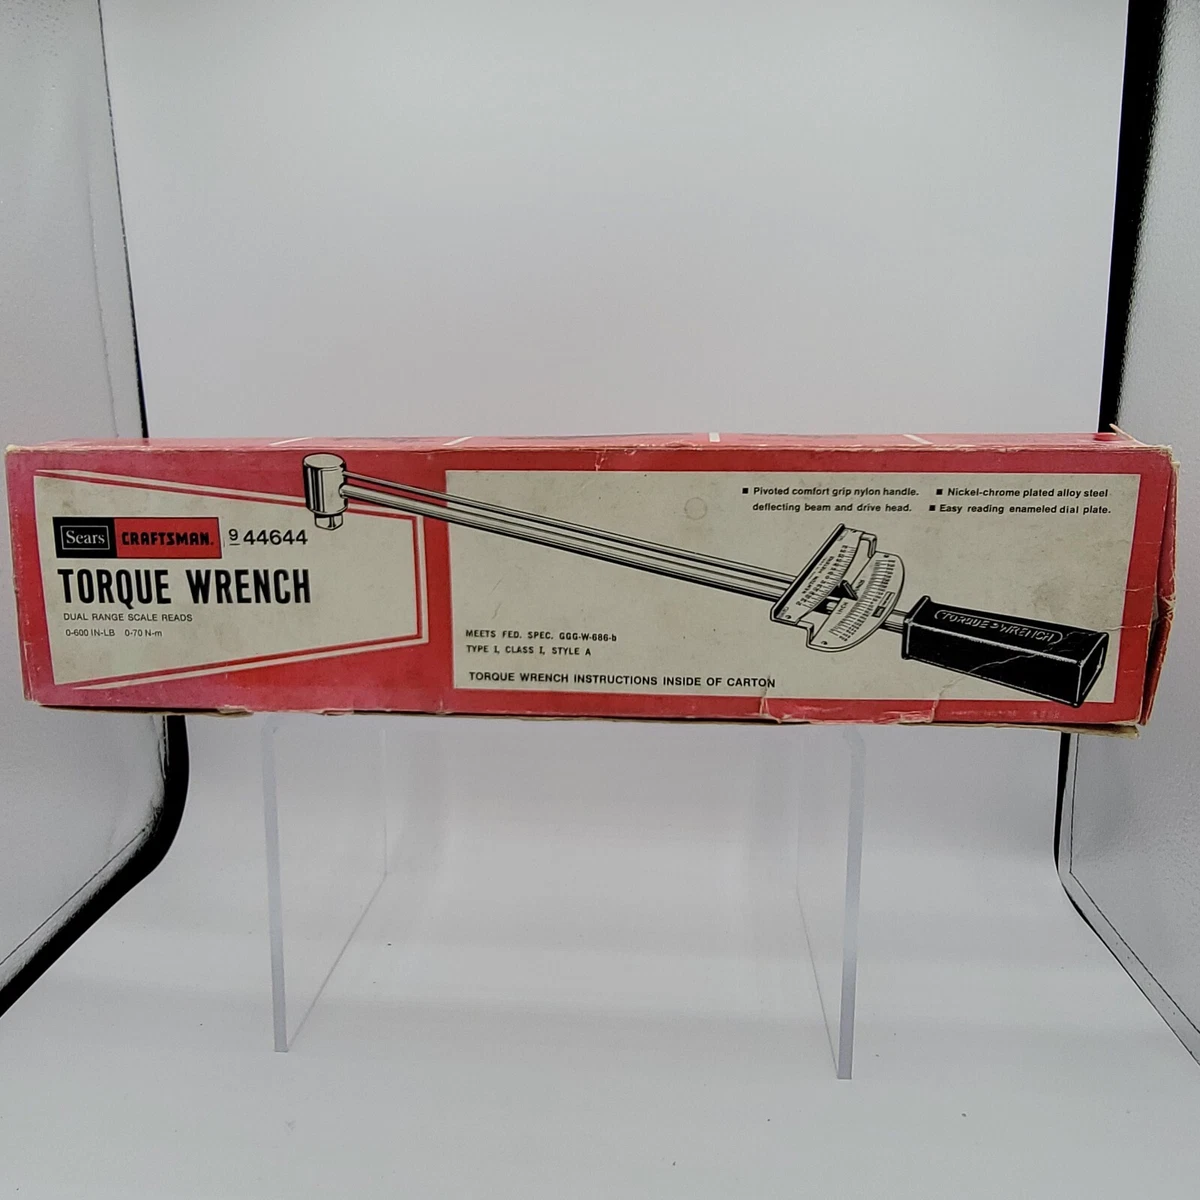 Sears CRAFTSMAN. 9 44644
TORQUE WRENCH
DUAL RANGE SCALE READS
0-600 IN-LB 0-70 N-m
■ Pivoted comfort grip nylon handle. ■ Nickel-chrome plated alloy steel
deflecting beam and drive head. ■ Easy reading enameled dial plate.
TORQUE WRENCH
MEETS FED. SPEC. GGG-W-686-b
TYPE I, CLASS I, STYLE A
TORQUE WRENCH INSTRUCTIONS INSIDE OF CARTON